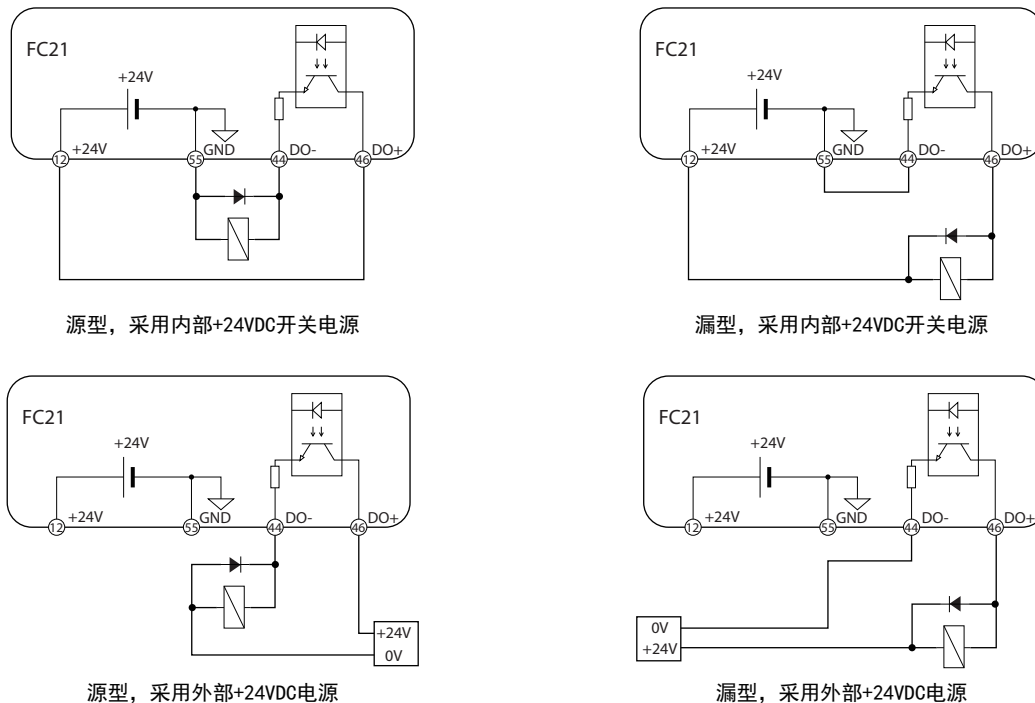 FC21
+24V
12 +24V 55 GND 44 DO- 46 DO+
源型，采用内部+24VDC开关电源
FC21
+24V
12 +24V 55 GND 44 DO- 46 DO+
漏型，采用内部+24VDC开关电源
FC21
+24V
12 +24V 55 GND 44 DO- 46 DO+
+24V
0V
源型，采用外部+24VDC电源
FC21
+24V
12 +24V 55 GND 44 DO- 46 DO+
0V
+24V
漏型，采用外部+24VDC电源